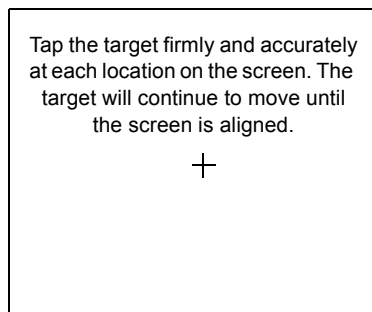 Tap the target firmly and accurately
at each location on the screen. The
target will continue to move until
the screen is aligned.